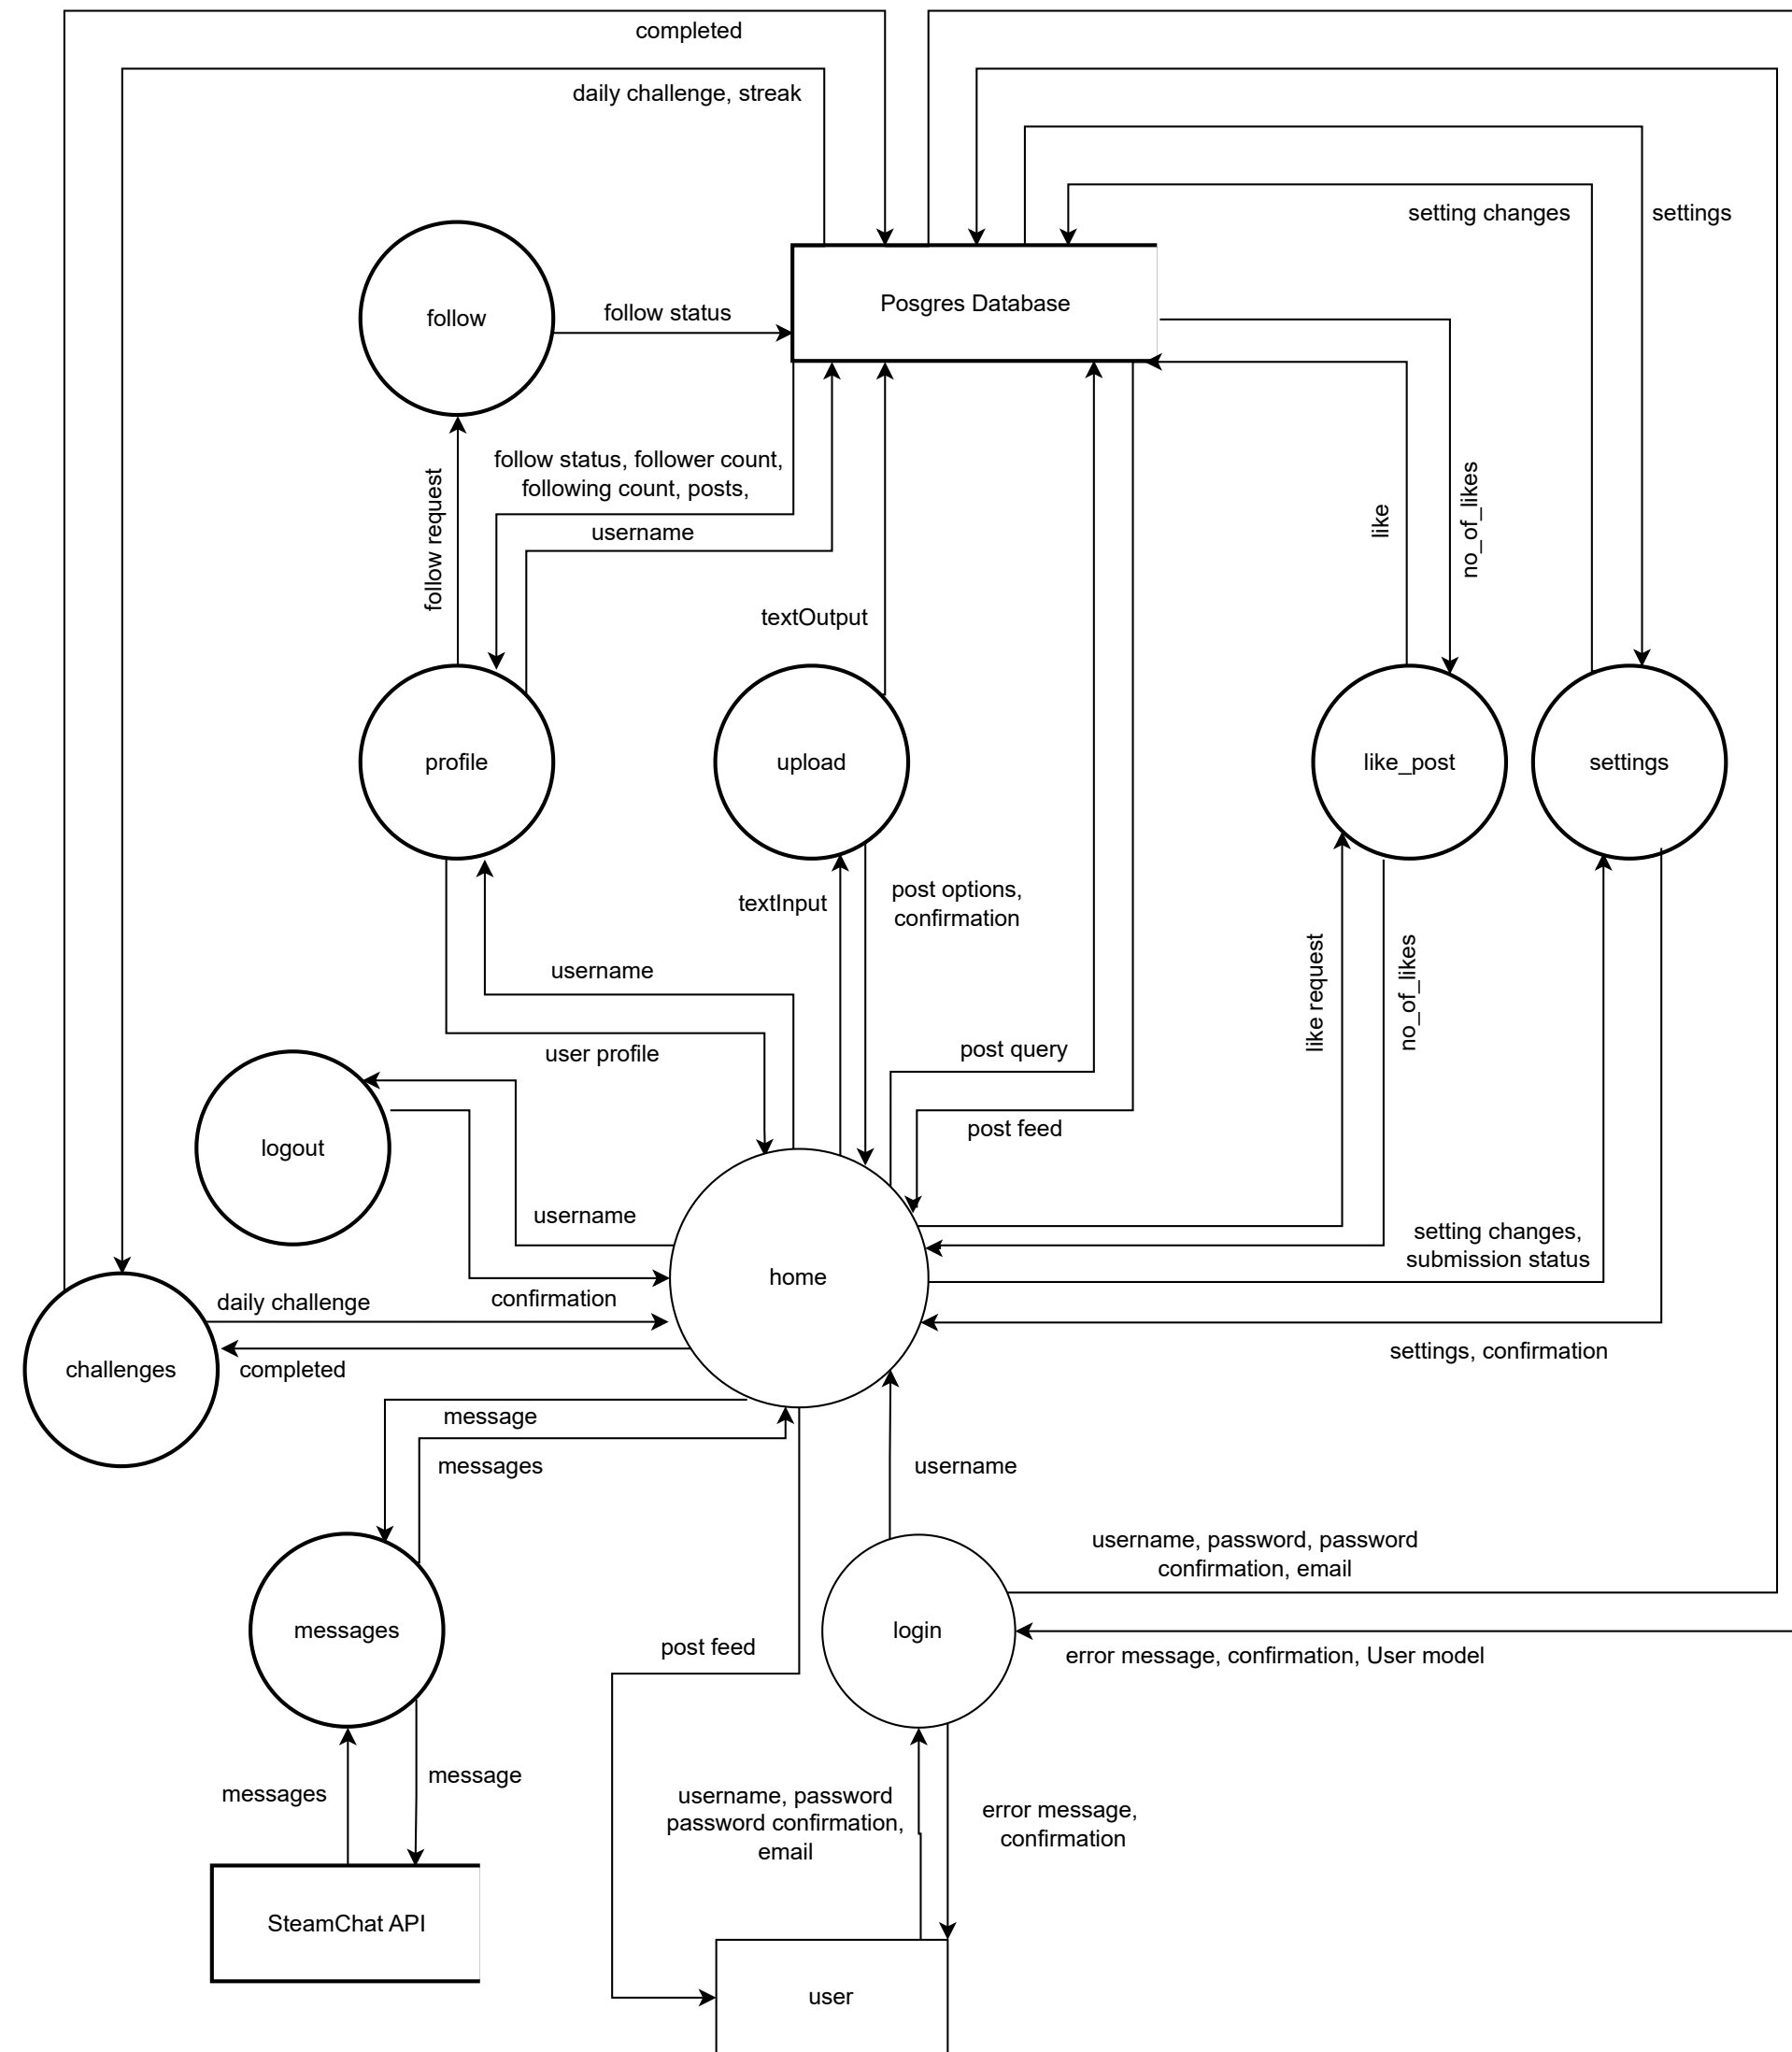 completed
daily challenge, streak
setting changes
settings
follow
follow status
Posgres Database
follow status, follower count,
following count, posts,
follow request
username
like
no_of_likes
textOutput
profile
upload
like_post
settings
textInput
post options,
confirmation
username
user profile
like request
no_of_likes
post query
post feed
logout
username
setting changes,
submission status
home
daily challenge
confirmation
challenges
completed
settings, confirmation
message
messages
username
username, password, password
confirmation, email
messages
login
post feed
error message, confirmation, User model
messages
message
username, password
password confirmation,
email
error message,
confirmation
SteamChat API
user